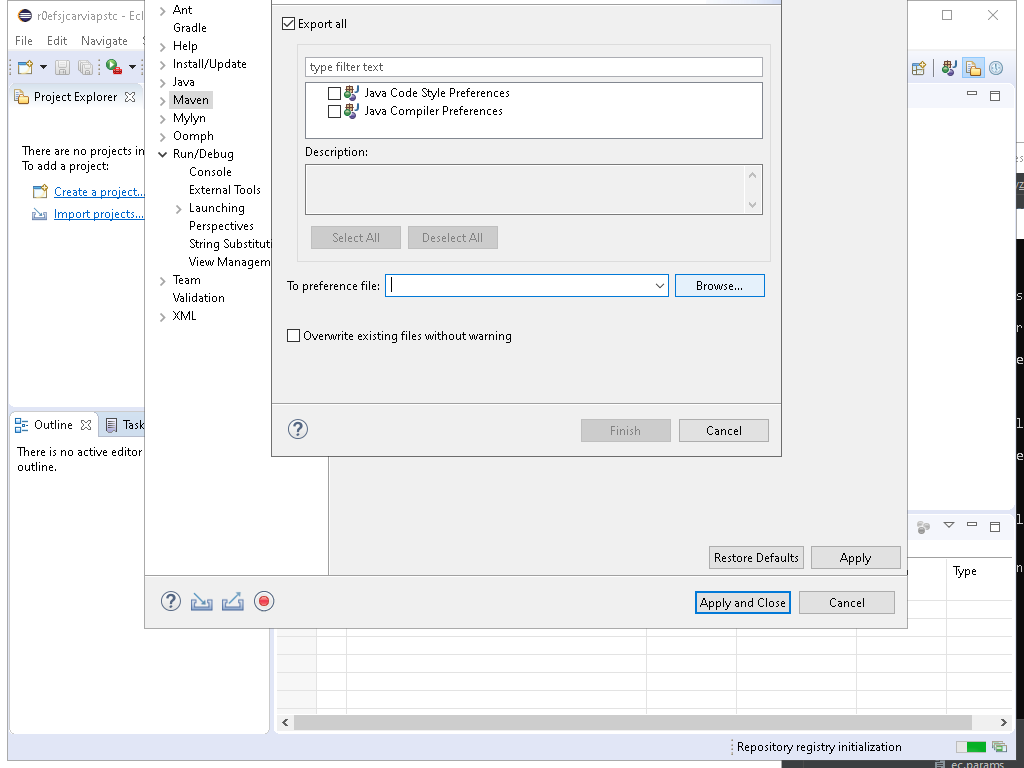 r0efsjcarviapstc - Ecl
File Edit Navigate
Project Explorer
There are no projects in
To add a project:
Create a project...
Import projects...
Outline
Task
There is no active editor
outline.
Ant
Gradle
Help
Install/Update
Java
Maven
Mylyn
Oomph
Run/Debug
Console
External Tools
Launching
Perspectives
String Substituti
View Managem
Team
Validation
XML
Export all
type filter text
Java Code Style Preferences
Java Compiler Preferences
Description:
Select All
Deselect All
To preference file:
Browse...
Overwrite existing files without warning
Finish
Cancel
Restore Defaults
Apply
Apply and Close
Cancel
Type
Repository registry initialization
ec.params